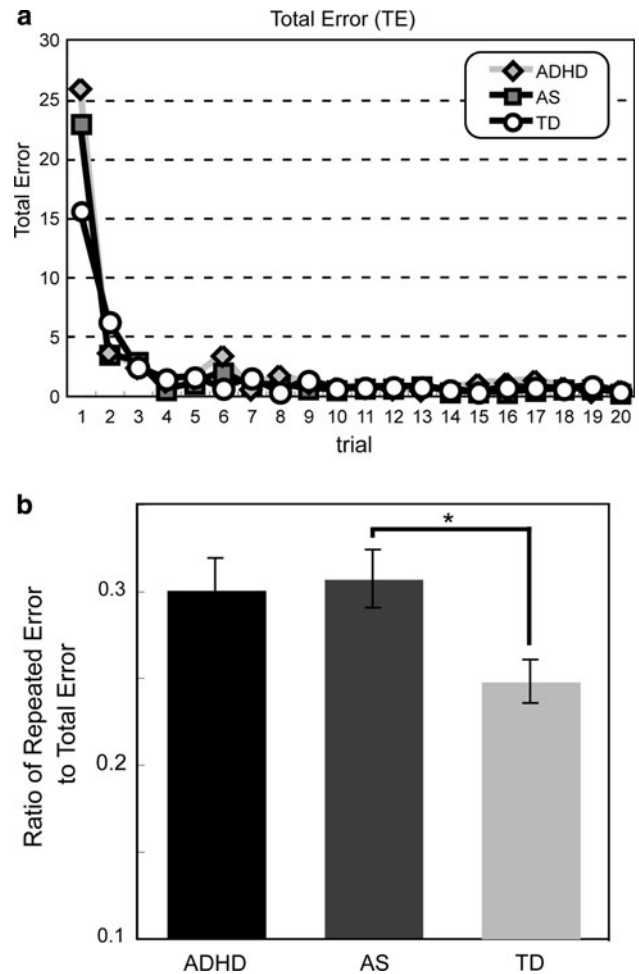 a
Total Error (TE)
30
25
20
15
10
5
0
Total Error
ADHD
AS
TD
1 2 3 4 5 6 7 8 9 10 11 12 13 14 15 16 17 18 19 20
trial
b
*
0.3
0.2
0.1
Ratio of Repeated Error
to Total Error
ADHD AS TD